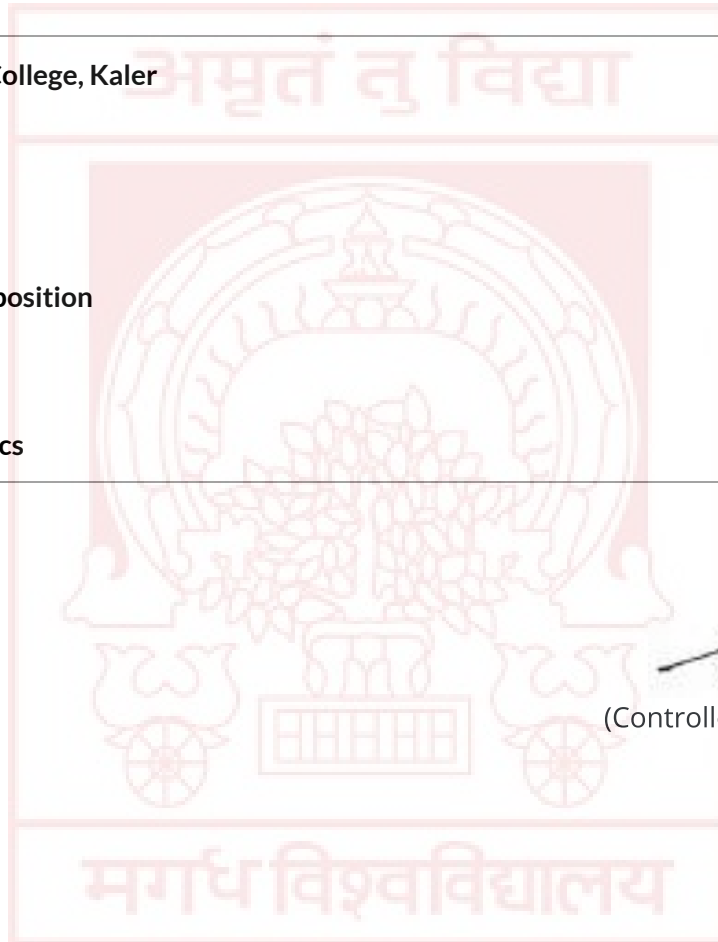 अमृतं तु विद्या
College, Kaler
position
cs
(Controll
मगध विश्वविद्यालय